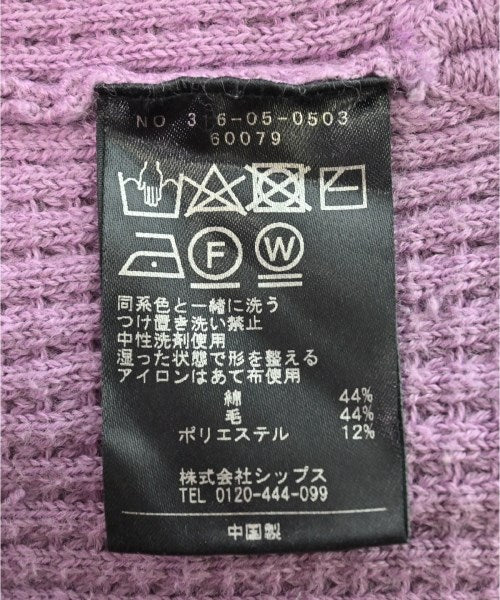 NO 316-05-0503
60079
F W
同系色と一緒に洗う
つけ置き洗い禁止
中性洗剤使用
湿った状態で形を整える
アイロンはあて布使用
綿 44%
毛 44%
ポリエステル 12%
株式会社シップス
TEL 0120-444-099
中国製